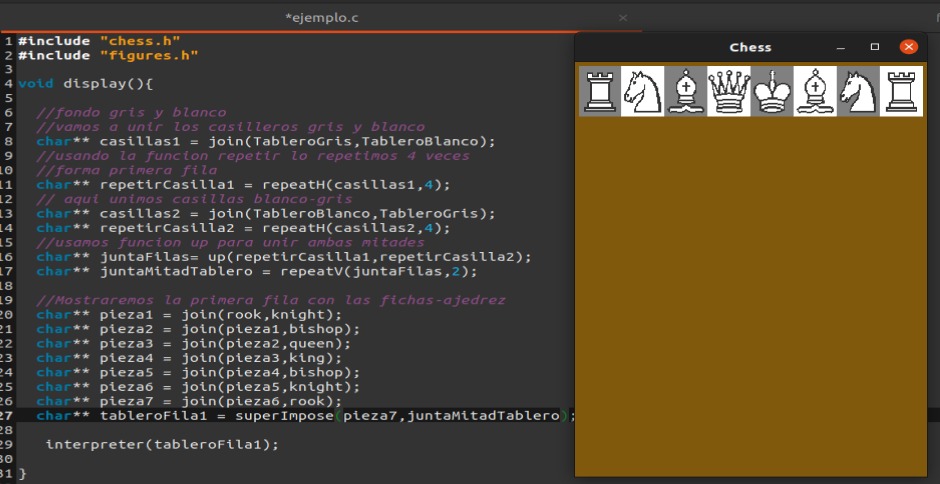 *ejemplo.c
1 #include "chess.h"
2 #include "figures.h"
3
4 void display(){
5
6 //fondo gris y blanco
7 //vamos a unir los casilleros gris y blanco
8 char** casillas1 = join(TableroGris,TableroBlanco);
9 //usando la funcion repetir lo repetimos 4 veces
10 //forma primera fila
11 char** repetirCasilla1 = repeatH(casillas1,4);
12 // aqui unimos casillas blanco-gris
13 char** casillas2 = join(TableroBlanco,TableroGris);
14 char** repetirCasilla2 = repeatH(casillas2,4);
15 //usamos funcion up para unir ambas mitades
16 char** juntaFilas= up(repetirCasilla1,repetirCasilla2);
17 char** juntaMitadTablero = repeatV(juntaFilas,2);
18
19 //Mostraremos la primera fila con las fichas-ajedrez
20 char** pieza1 = join(rook,knight);
21 char** pieza2 = join(pieza1,bishop);
22 char** pieza3 = join(pieza2,queen);
23 char** pieza4 = join(pieza3,king);
24 char** pieza5 = join(pieza4,bishop);
25 char** pieza6 = join(pieza5,knight);
26 char** pieza7 = join(pieza6,rook);
27 char** tableroFila1 = superImpose(pieza7,juntaMitadTablero);
28
29 interpreter(tableroFila1);
30
31 }
Chess